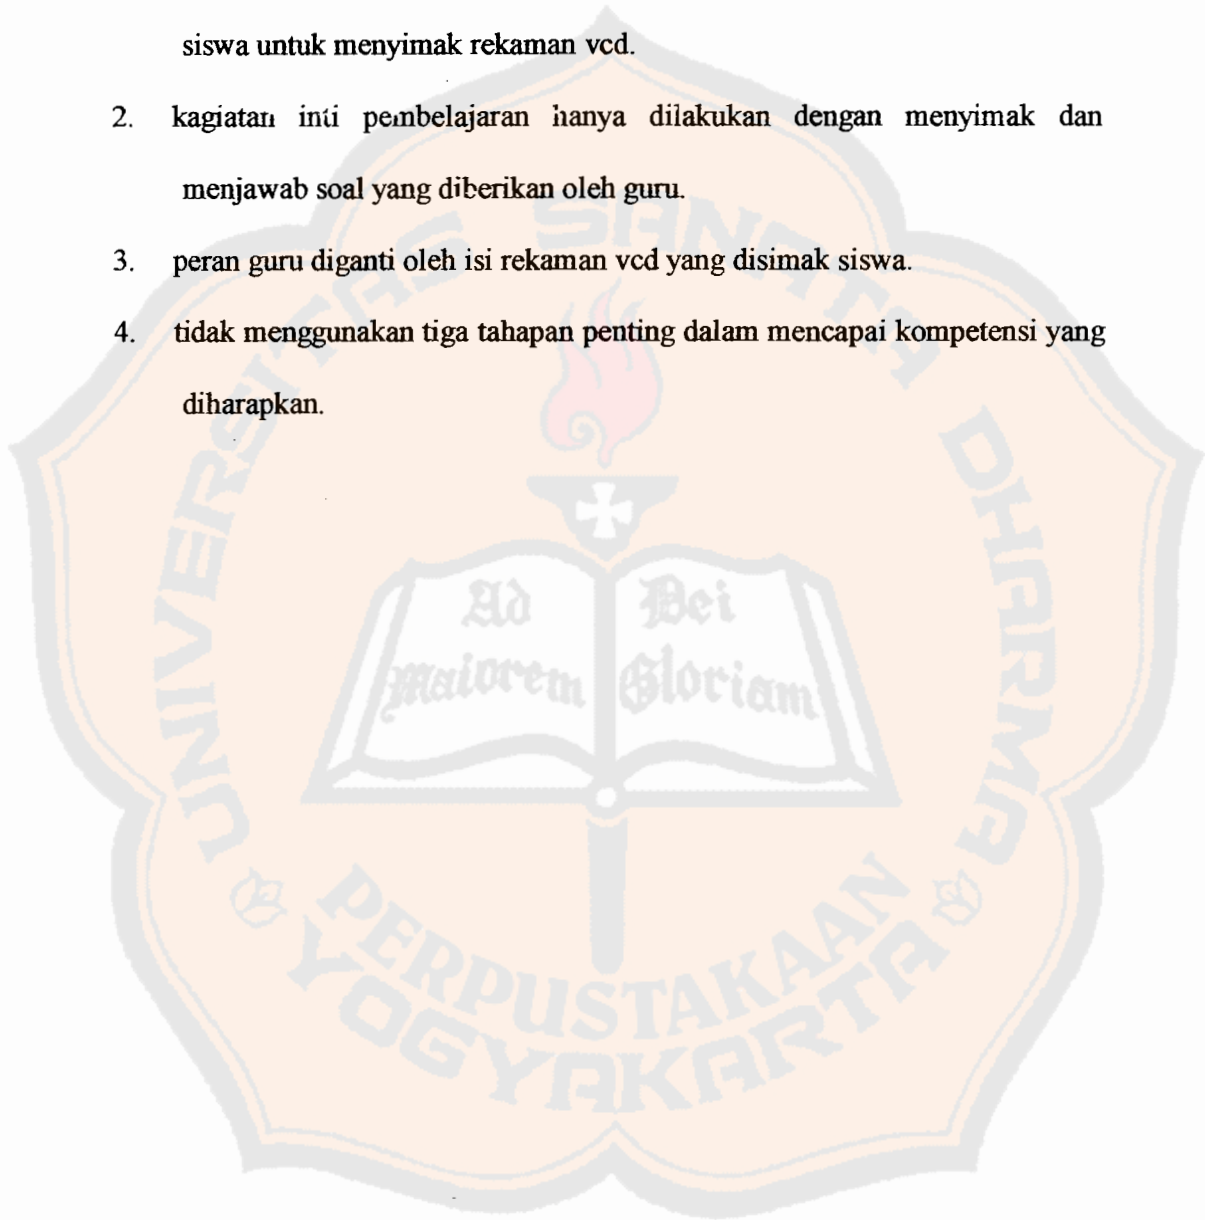 siswa untuk menyimak rekaman vcd.
2. kagiatan inti pembelajaran hanya dilakukan dengan menyimak dan
menjawab soal yang diberikan oleh guru.
3. peran guru diganti oleh isi rekaman vcd yang disimak siswa.
4. tidak menggunakan tiga tahapan penting dalam mencapai kompetensi yang
diharapkan.
UNIVERSITAS SANATA DHARMA
Ad Dei
Maiorem Gloriam
PERPUSTAKAAN
YOGYAKARTA